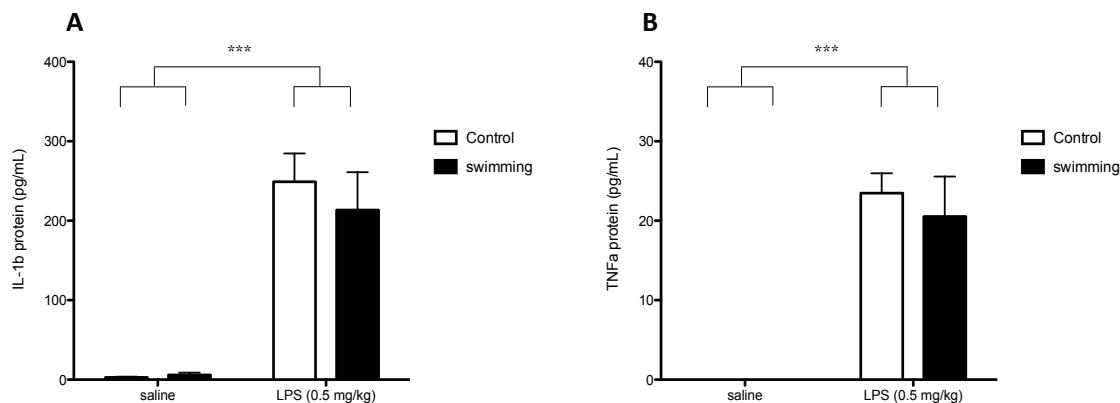 A
***
400
300
200
100
0
IL-1b protein (pg/mL)
saline
LPS (0.5 mg/kg)
Control
swimming
B
***
40
30
20
10
0
TNFa protein (pg/mL)
saline
LPS (0.5 mg/kg)
Control
swimming